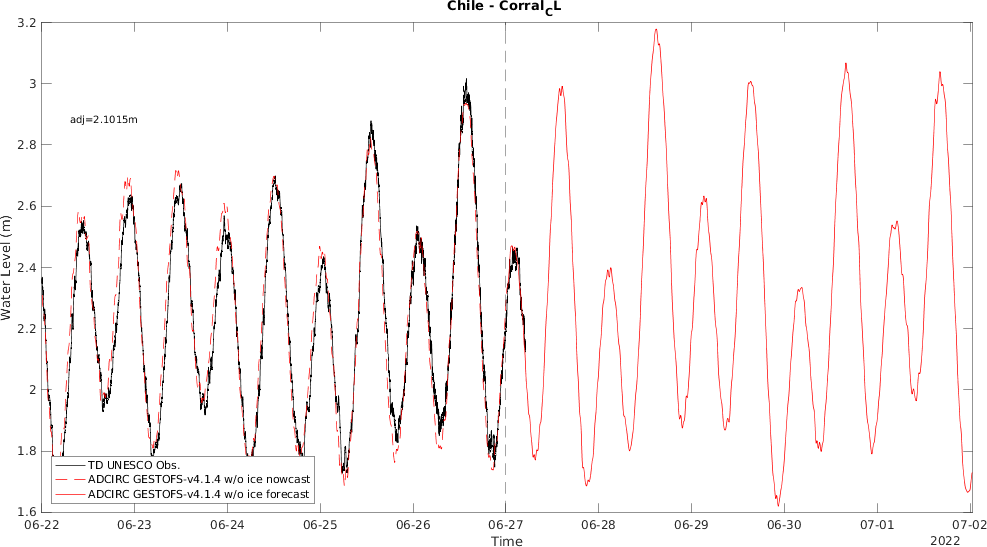 Chile - Corral_CL
3.2
3
2.8
2.6
2.4
2.2
2
1.8
1.6
Water Level (m)
adj=2.1015m
TD UNESCO Obs.
ADCIRC GESTOFS-v4.1.4 w/o ice nowcast
ADCIRC GESTOFS-v4.1.4 w/o ice forecast
06-22 06-23 06-24 06-25 06-26 06-27 06-28 06-29 06-30 07-01 07-02
Time
2022